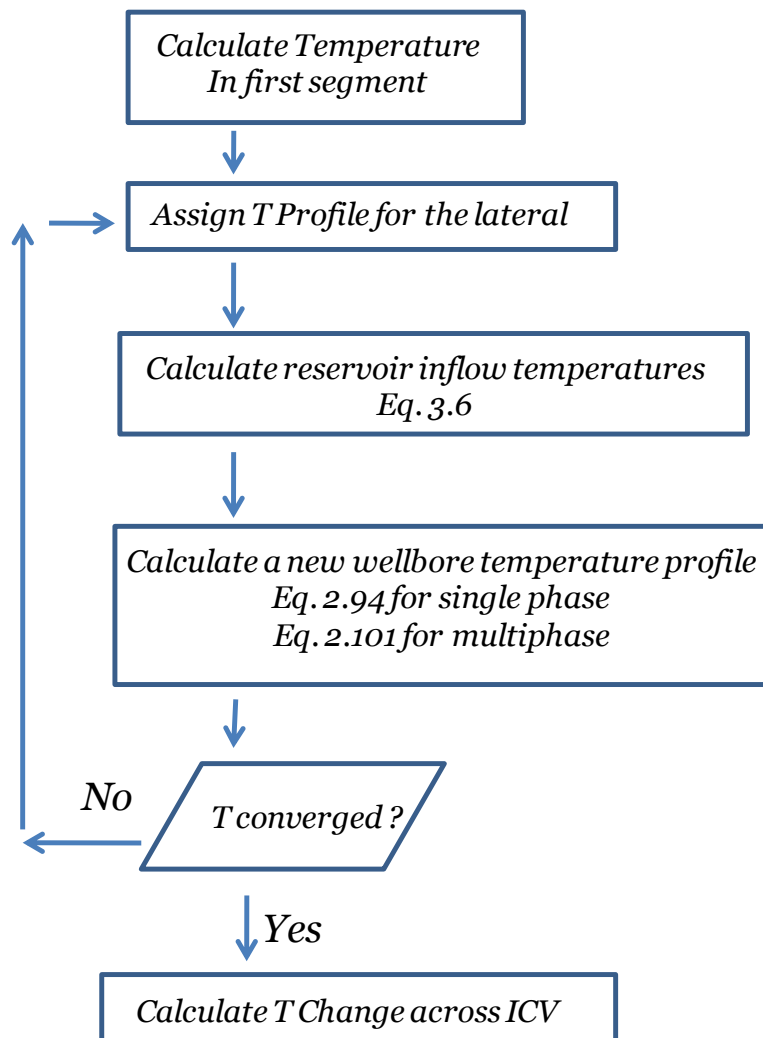 Calculate Temperature
In first segment
Assign T Profile for the lateral
Calculate reservoir inflow temperatures
Eq. 3.6
Calculate a new wellbore temperature profile
Eq. 2.94 for single phase
Eq. 2.101 for multiphase
No
T converged ?
Yes
Calculate T Change across ICV